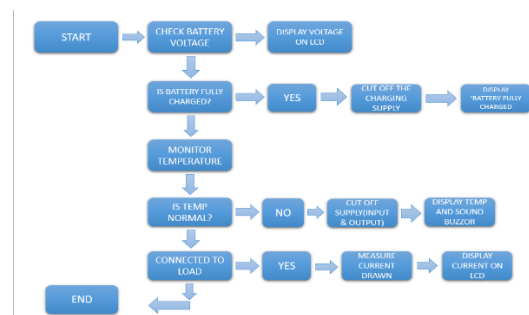 START
CHECK BATTERY
VOLTAGE
DISPLAY VOLTAGE
ON LCD
IS BATTERY FULLY
CHARGED?
YES
CUT OFF THE
CHARGING
SUPPLY
DISPLAY
'BATTERY FULLY
CHARGED
MONITOR
TEMPERATURE
IS TEMP
NORMAL?
NO
CUT OFF
SUPPLY(INPUT
& OUTPUT)
DISPLAY TEMP
AND SOUND
BUZZOR
CONNECTED TO
LOAD
YES
MEASURE
CURRENT
DRAWN
DISPLAY
CURRENT ON
LCD
END